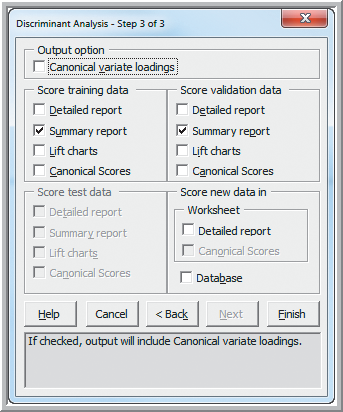 Discriminant Analysis - Step 3 of 3
Output option
Canonical variate loadings
Score training data
Detailed report
Summary report
Lift charts
Canonical Scores
Score validation data
Detailed report
Summary report
Lift charts
Canonical Scores
Score test data
Detailed report
Summary report
Lift charts
Canonical Scores
Score new data in
Worksheet
Detailed report
Canonical Scores
Database
Help
Cancel
< Back
Next
Finish
If checked, output will include Canonical variate loadings.